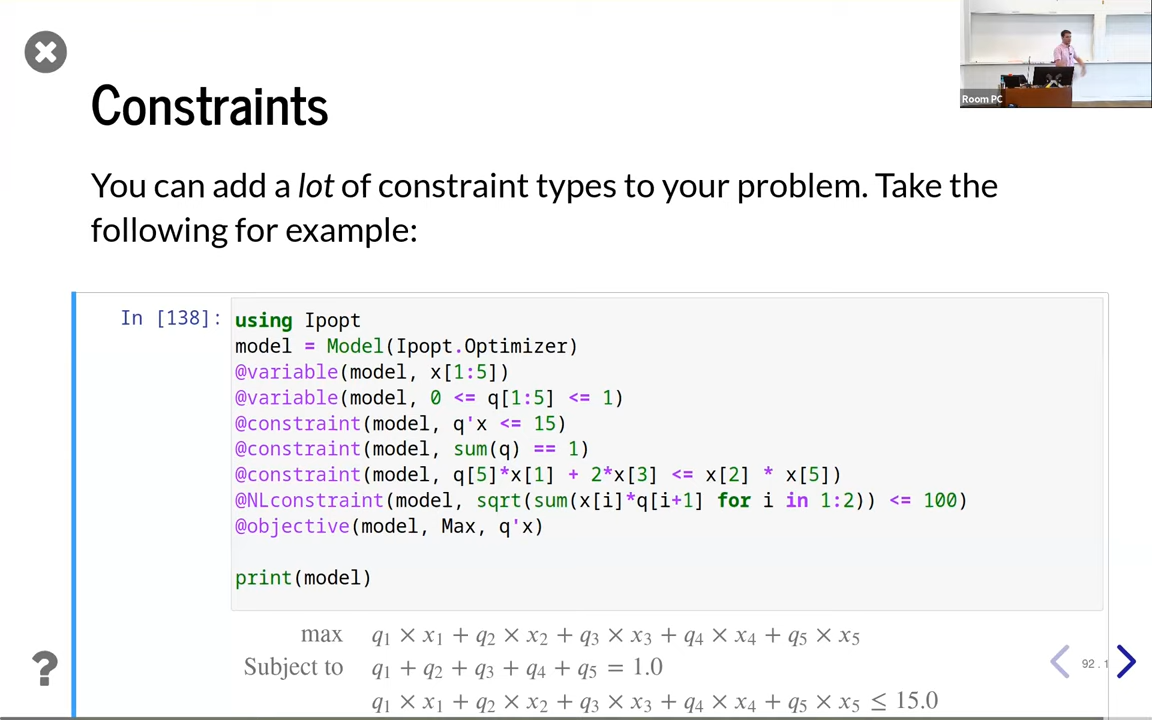 Room PC
Constraints
You can add a lot of constraint types to your problem. Take the
following for example:
In [138]:
using Ipopt
model = Model(Ipopt.Optimizer)
@variable(model, x[1:5])
@variable(model, 0 <= q[1:5] <= 1)
@constraint(model, q'x <= 15)
@constraint(model, sum(q) == 1)
@constraint(model, q[5]*x[1] + 2*x[3] <= x[2] * x[5])
@NLconstraint(model, sqrt(sum(x[i]*q[i+1] for i in 1:2)) <= 100)
@objective(model, Max, q'x)
print(model)
max q₁ × x₁ + q₂ × x₂ + q₃ × x₃ + q₄ × x₄ + q₅ × x₅
Subject to q₁ + q₂ + q₃ + q₄ + q₅ = 1.0
q₁ × x₁ + q₂ × x₂ + q₃ × x₃ + q₄ × x₄ + q₅ × x₅ ≤ 15.0
?
92.1